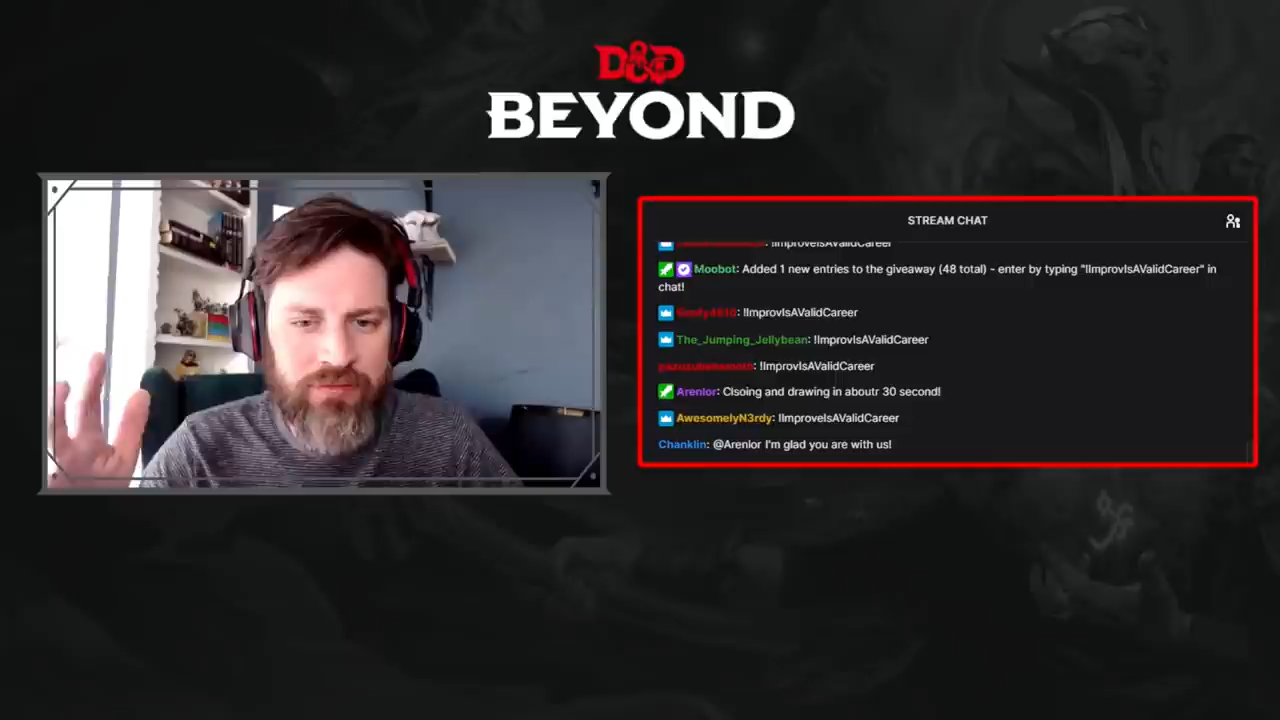 D&D
BEYOND
STREAM CHAT
: !ImproveIsAValidCareer
Moobot: Added 1 new entries to the giveaway (48 total) - enter by typing "!ImprovIsAValidCareer" in
chat!
: !ImprovIsAValidCareer
The_Jumping_Jellybean: !ImprovIsAValidCareer
: !ImprovIsAValidCareer
Arenlor: Clsoing and drawing in aboutr 30 second!
AwesomelyN3rdy: !ImproveIsAValidCareer
Chanklin: @Arenlor I'm glad you are with us!